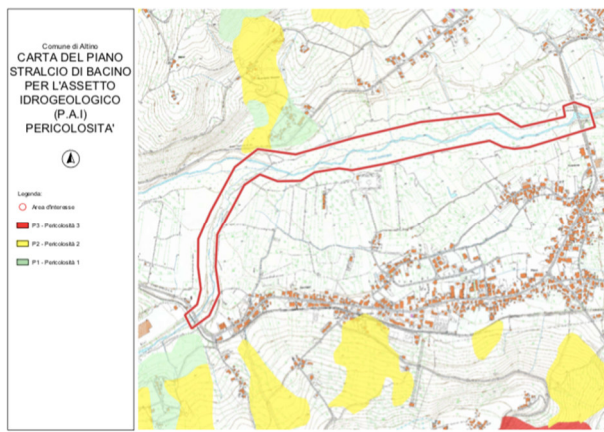 Comune di Altino
CARTA DEL PIANO
STRALCIO DI BACINO
PER L'ASSETTO
IDROGEOLOGICO
(P.A.I)
PERICOLOSITA'
Legenda:
Area d'interesse
P3 - Pericolosità 3
P2 - Pericolosità 2
P1 - Pericolosità 1